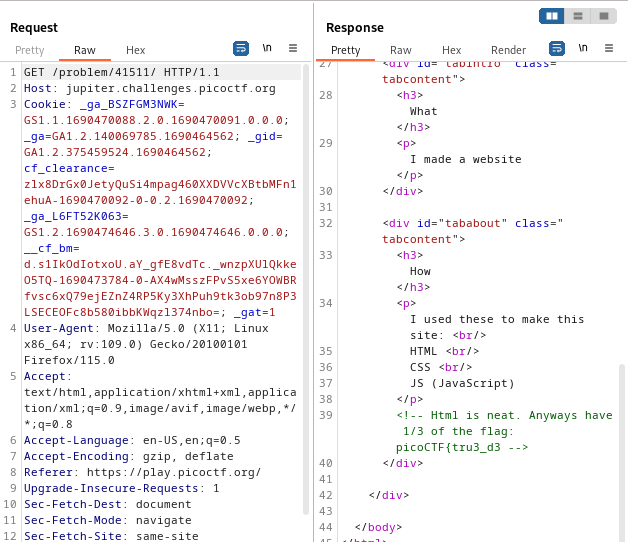 Request
Pretty Raw Hex \n
1 GET /problem/41511/ HTTP/1.1
2 Host: jupiter.challenges.picoctf.org
3 Cookie: _ga_BSZFGM3NWK=
GS1.1.1690470088.2.0.1690470091.0.0.0;
_ga=GA1.2.140069785.1690464562; _gid=
GA1.2.375459524.1690464562;
cf_clearance=
zlx8DrGx0JetyQuSi4mpag460XXDVVcXBtbMFn1
ehuA-1690470092-0-0.2.1690470092;
_ga_L6FT52K063=
GS1.2.1690474646.3.0.1690474646.0.0.0;
__cf_bm=
d.s1IkOdIotxoU.aY_gfE8vdTc._wnzpXUlQkke
O5TQ-1690473784-0-AX4wMsszFPvS5xe6YOWBR
fvsc6xQ79ejEZnZ4RP5Ky3XhPuh9tk3ob97n8P3
LSECEOFc8b580ibbKWqzl374nbo=; _gat=1
4 User-Agent: Mozilla/5.0 (X11; Linux
x86_64; rv:109.0) Gecko/20100101
Firefox/115.0
5 Accept:
text/html,application/xhtml+xml,applica
tion/xml;q=0.9,image/avif,image/webp,*/
*;q=0.8
6 Accept-Language: en-US,en;q=0.5
7 Accept-Encoding: gzip, deflate
8 Referer: https://play.picoctf.org/
9 Upgrade-Insecure-Requests: 1
10 Sec-Fetch-Dest: document
11 Sec-Fetch-Mode: navigate
12 Sec-Fetch-Site: same-site
Response
Pretty Raw Hex Render \n
27 <div id="tabintro" class="
tabcontent">
28 <h3>
What
</h3>
29 <p>
I made a website
</p>
30 </div>
31
32 <div id="tababout" class="
tabcontent">
33 <h3>
How
</h3>
34 <p>
I used these to make this
site: <br/>
35 HTML <br/>
36 CSS <br/>
37 JS (JavaScript)
38 </p>
39 <!-- Html is neat. Anyways have
1/3 of the flag:
picoCTF{tru3_d3 -->
40 </div>
41
42 </div>
43
44 </body>
45 </html>